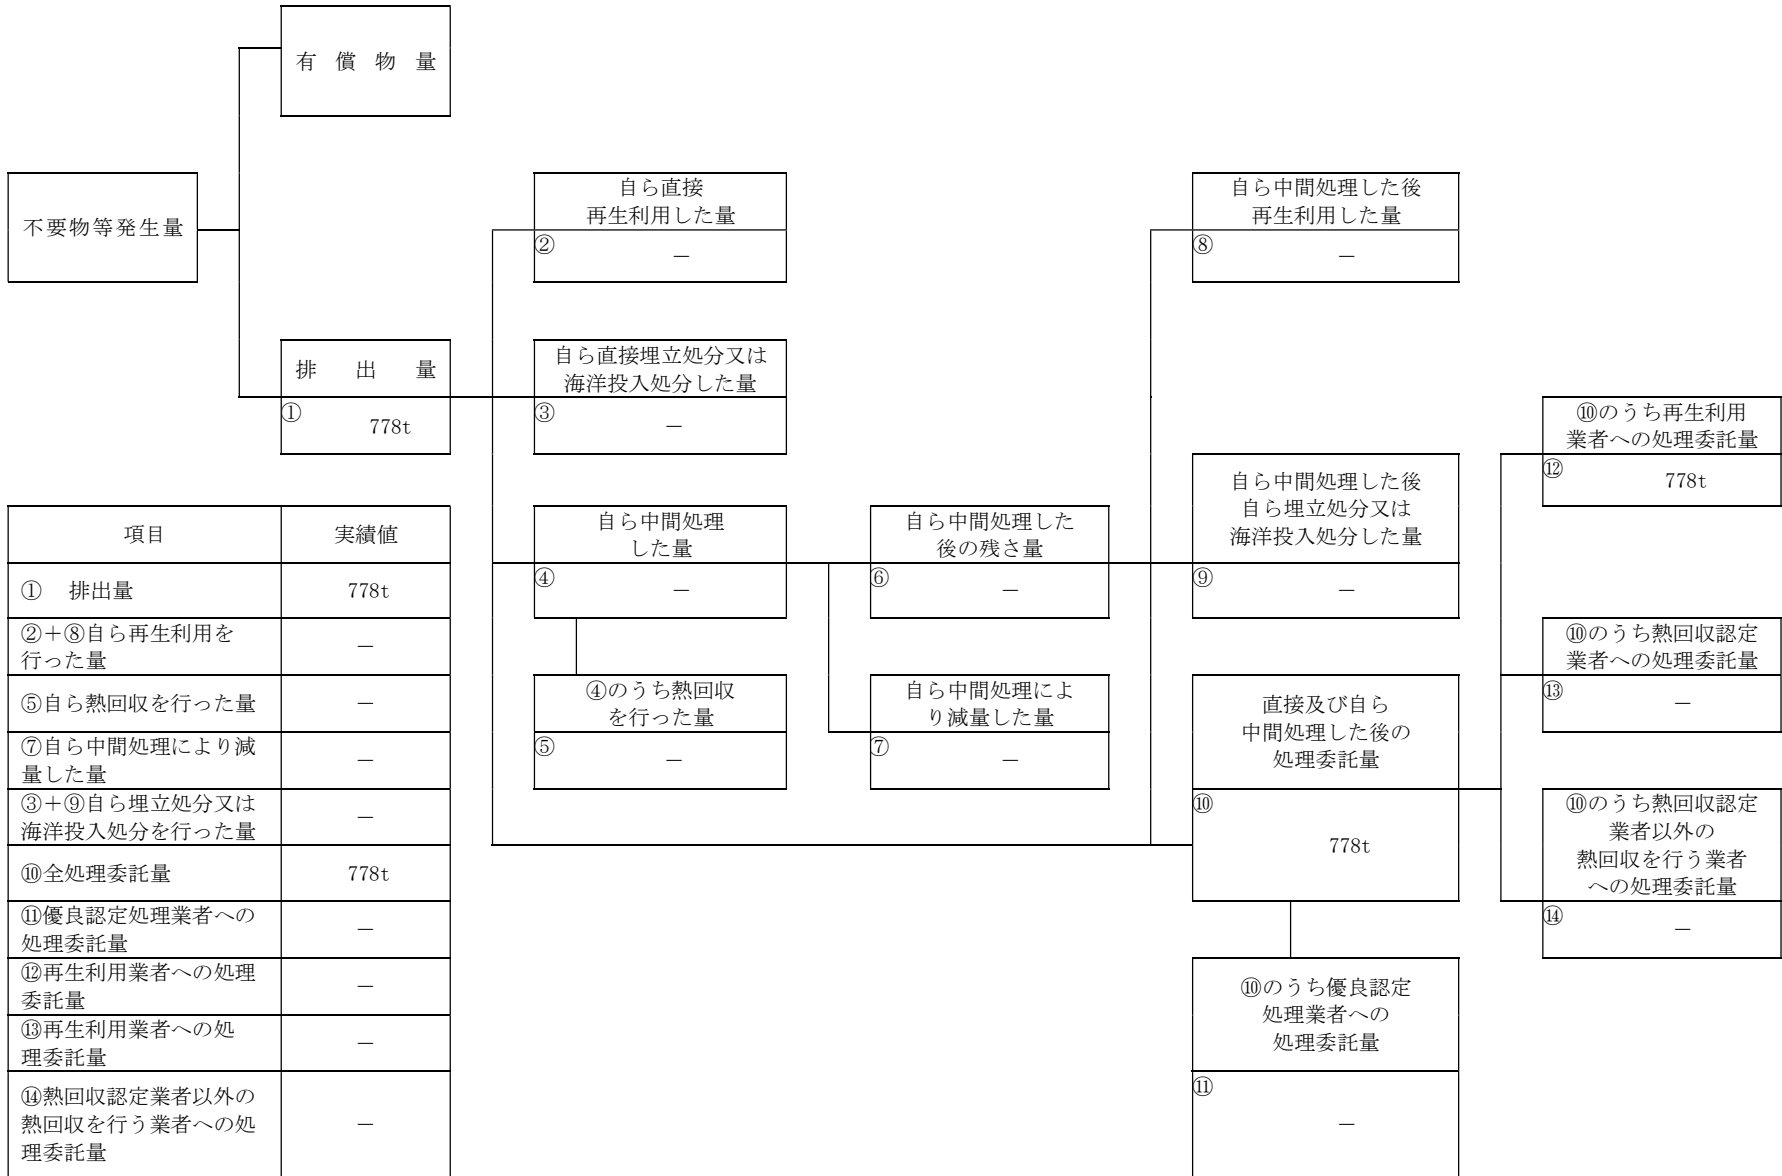 有 償 物 量
不要物等発生量
自ら直接
再生利用した量
② －
自ら中間処理した後
再生利用した量
⑧ －
排 出 量
① 778t
自ら直接埋立処分又は
海洋投入処分した量
③ －
⑩のうち再生利用
業者への処理委託量
⑫ 778t
自ら中間処理した後
自ら埋立処分又は
海洋投入処分した量
⑨ －
自ら中間処理
した量
④ －
自ら中間処理した
後の残さ量
⑥ －
⑩のうち熱回収認定
業者への処理委託量
⑬ －
④のうち熱回収
を行った量
⑤ －
自ら中間処理によ
り減量した量
⑦ －
直接及び自ら
中間処理した後の
処理委託量
⑩ 778t
⑩のうち熱回収認定
業者以外の
熱回収を行う業者
への処理委託量
⑭ －
⑩のうち優良認定
処理業者への
処理委託量
⑪ －
項目 実績値
① 排出量 778t
②＋⑧自ら再生利用を
行った量 －
⑤自ら熱回収を行った量 －
⑦自ら中間処理により減
量した量 －
③＋⑨自ら埋立処分又は
海洋投入処分を行った量 －
⑩全処理委託量 778t
⑪優良認定処理業者への
処理委託量 －
⑫再生利用業者への処理
委託量 －
⑬再生利用業者への処
理委託量 －
⑭熱回収認定業者以外の
熱回収を行う業者への処
理委託量 －